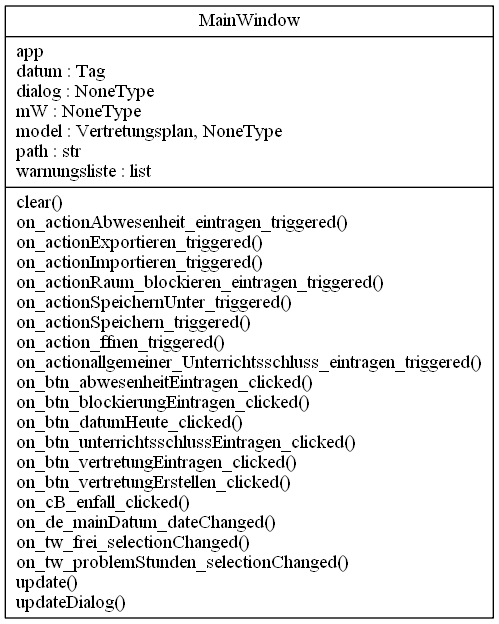 MainWindow
app
datum : Tag
dialog : NoneType
mW : NoneType
model : Vertretungsplan, NoneType
path : str
warnungsliste : list
clear()
on_actionAbwesenheit_eintragen_triggered()
on_actionExportieren_triggered()
on_actionImportieren_triggered()
on_actionRaum_blockieren_eintragen_triggered()
on_actionSpeichernUnter_triggered()
on_actionSpeichern_triggered()
on_action_ffnen_triggered()
on_actionallgemeiner_Unterrichtsschluss_eintragen_triggered()
on_btn_abwesenheitEintragen_clicked()
on_btn_blockierungEintragen_clicked()
on_btn_datumHeute_clicked()
on_btn_unterrichtsschlussEintragen_clicked()
on_btn_vertretungEintragen_clicked()
on_btn_vertretungErstellen_clicked()
on_cB_enfall_clicked()
on_de_mainDatum_dateChanged()
on_tw_frei_selectionChanged()
on_tw_problemStunden_selectionChanged()
update()
updateDialog()